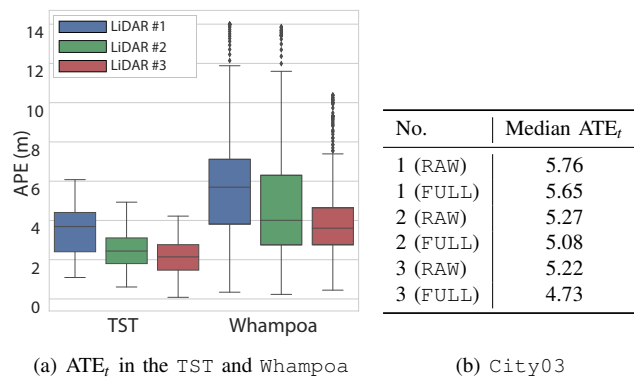 LiDAR #1
LiDAR #2
LiDAR #3
APE (m)
14
12
10
8
6
4
2
0
TST Whampoa
(a) ATEt in the TST and Whampoa
No. Median ATEt
1 (RAW) 5.76
1 (FULL) 5.65
2 (RAW) 5.27
2 (FULL) 5.08
3 (RAW) 5.22
3 (FULL) 4.73
(b) City03